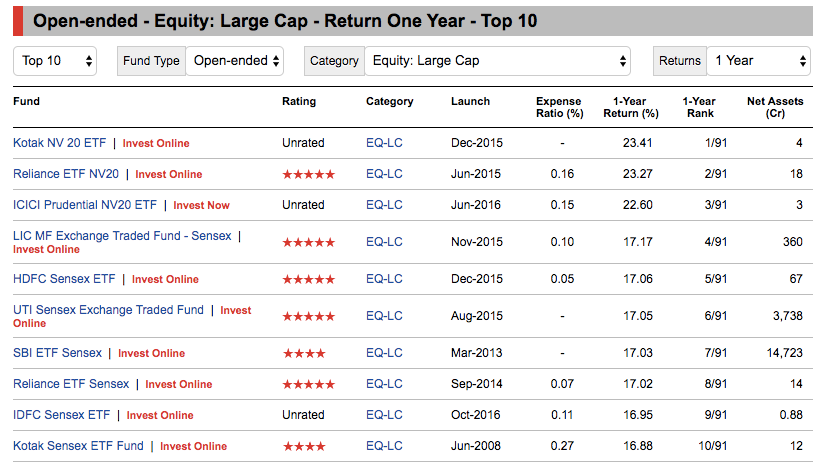 Open-ended - Equity: Large Cap - Return One Year - Top 10
Top 10 Fund Type Open-ended Category Equity: Large Cap Returns 1 Year
Fund Rating Category Launch Expense Ratio (%) 1-Year Return (%) 1-Year Rank Net Assets (Cr)
Kotak NV 20 ETF | Invest Online Unrated EQ-LC Dec-2015 - 23.41 1/91 4
Reliance ETF NV20 | Invest Online ★★★★★ EQ-LC Jun-2015 0.16 23.27 2/91 18
ICICI Prudential NV20 ETF | Invest Now Unrated EQ-LC Jun-2016 0.15 22.60 3/91 3
LIC MF Exchange Traded Fund - Sensex | Invest Online ★★★★★ EQ-LC Nov-2015 0.10 17.17 4/91 360
HDFC Sensex ETF | Invest Online ★★★★★ EQ-LC Dec-2015 0.05 17.06 5/91 67
UTI Sensex Exchange Traded Fund | Invest Online ★★★★★ EQ-LC Aug-2015 - 17.05 6/91 3,738
SBI ETF Sensex | Invest Online ★★★★ EQ-LC Mar-2013 - 17.03 7/91 14,723
Reliance ETF Sensex | Invest Online ★★★★★ EQ-LC Sep-2014 0.07 17.02 8/91 14
IDFC Sensex ETF | Invest Online Unrated EQ-LC Oct-2016 0.11 16.95 9/91 0.88
Kotak Sensex ETF Fund | Invest Online ★★★★ EQ-LC Jun-2008 0.27 16.88 10/91 12